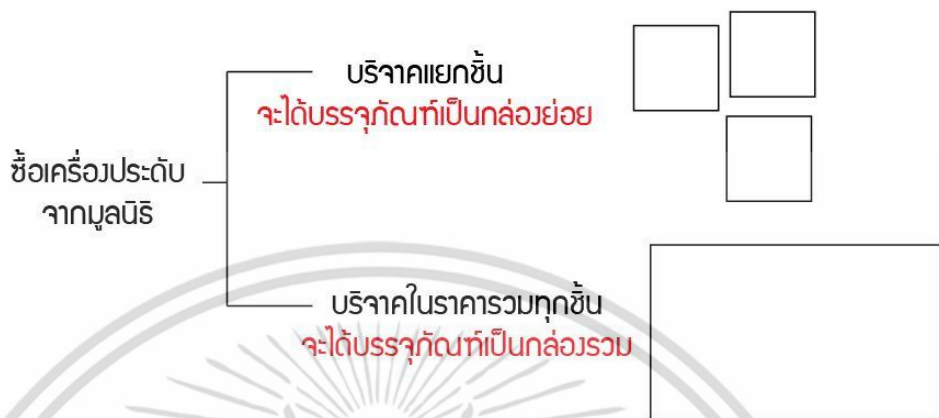 บริจาคแยกชิ้น
จะได้บรรจุภัณฑ์เป็นกล่องย่อย
ซื้อเครื่องประดับ
จากมูลนิธิ
บริจาคในราคารวมทุกชิ้น
จะได้บรรจุภัณฑ์เป็นกล่องรวม